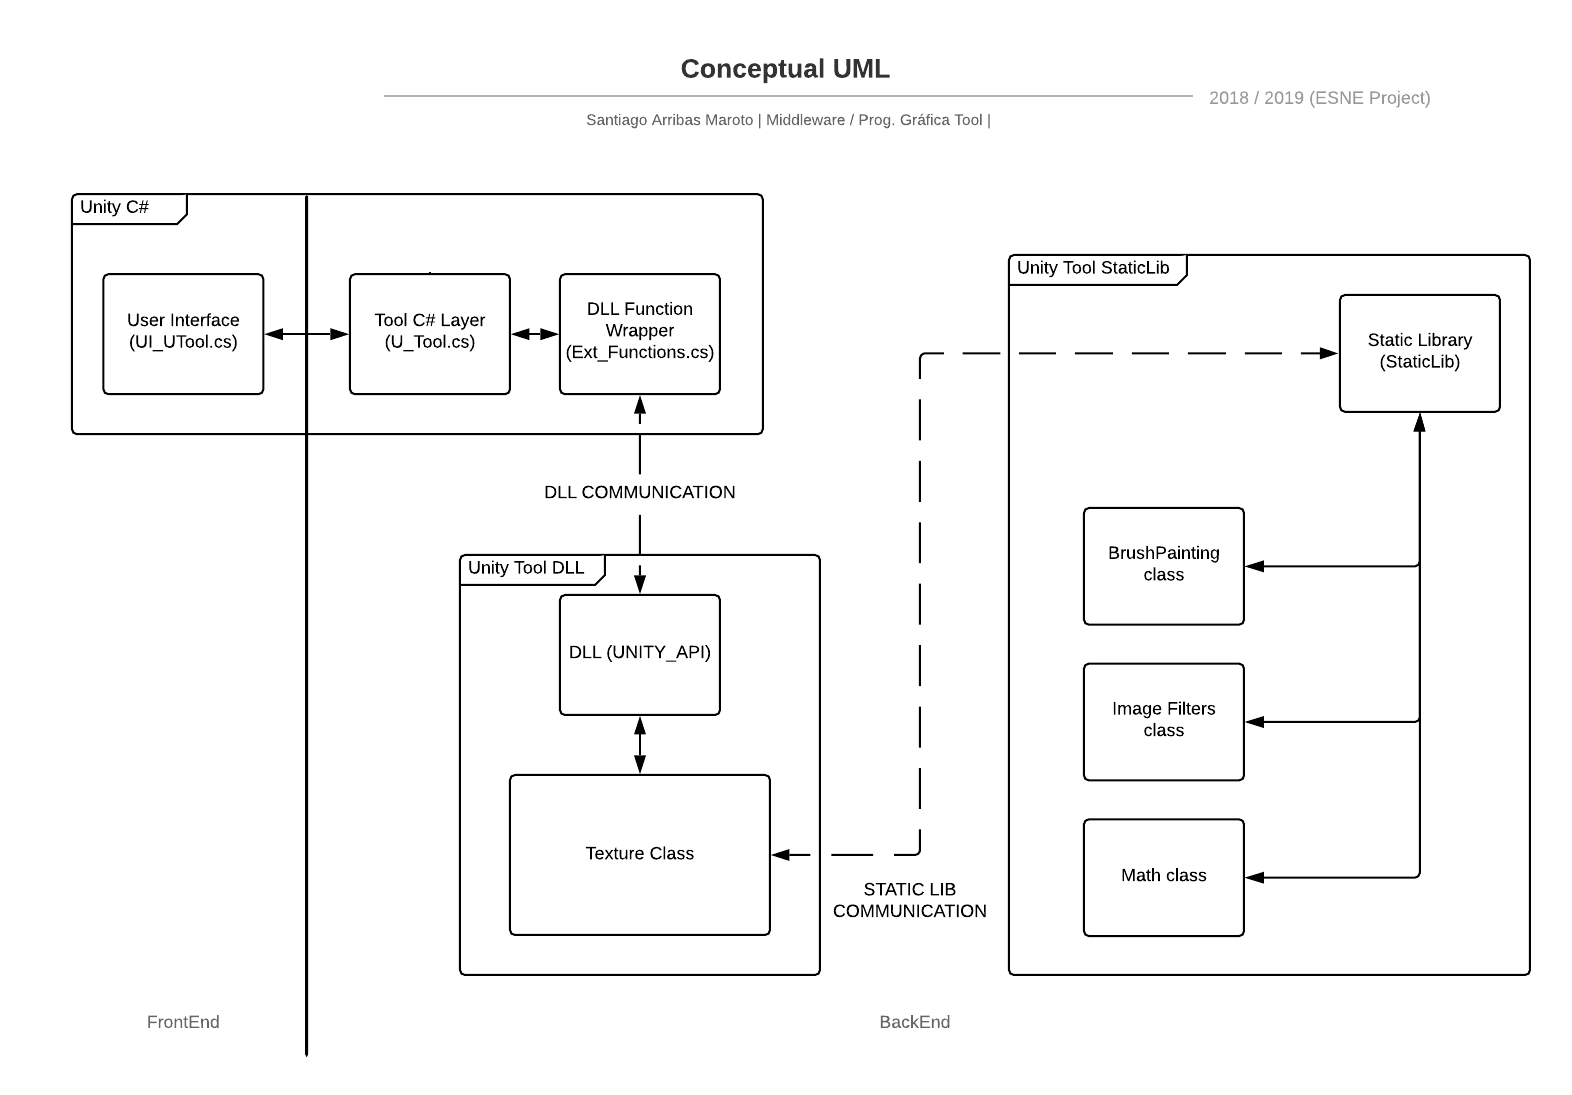 Conceptual UML
2018 / 2019 (ESNE Project)
Santiago Arribas Maroto | Middleware / Prog. Gráfica Tool |
Unity C#
User Interface
(UI_UTool.cs)
Tool C# Layer
(U_Tool.cs)
DLL Function
Wrapper
(Ext_Functions.cs)
DLL COMMUNICATION
Unity Tool DLL
DLL (UNITY_API)
Texture Class
STATIC LIB
COMMUNICATION
Unity Tool StaticLib
Static Library
(StaticLib)
BrushPainting
class
Image Filters
class
Math class
FrontEnd
BackEnd